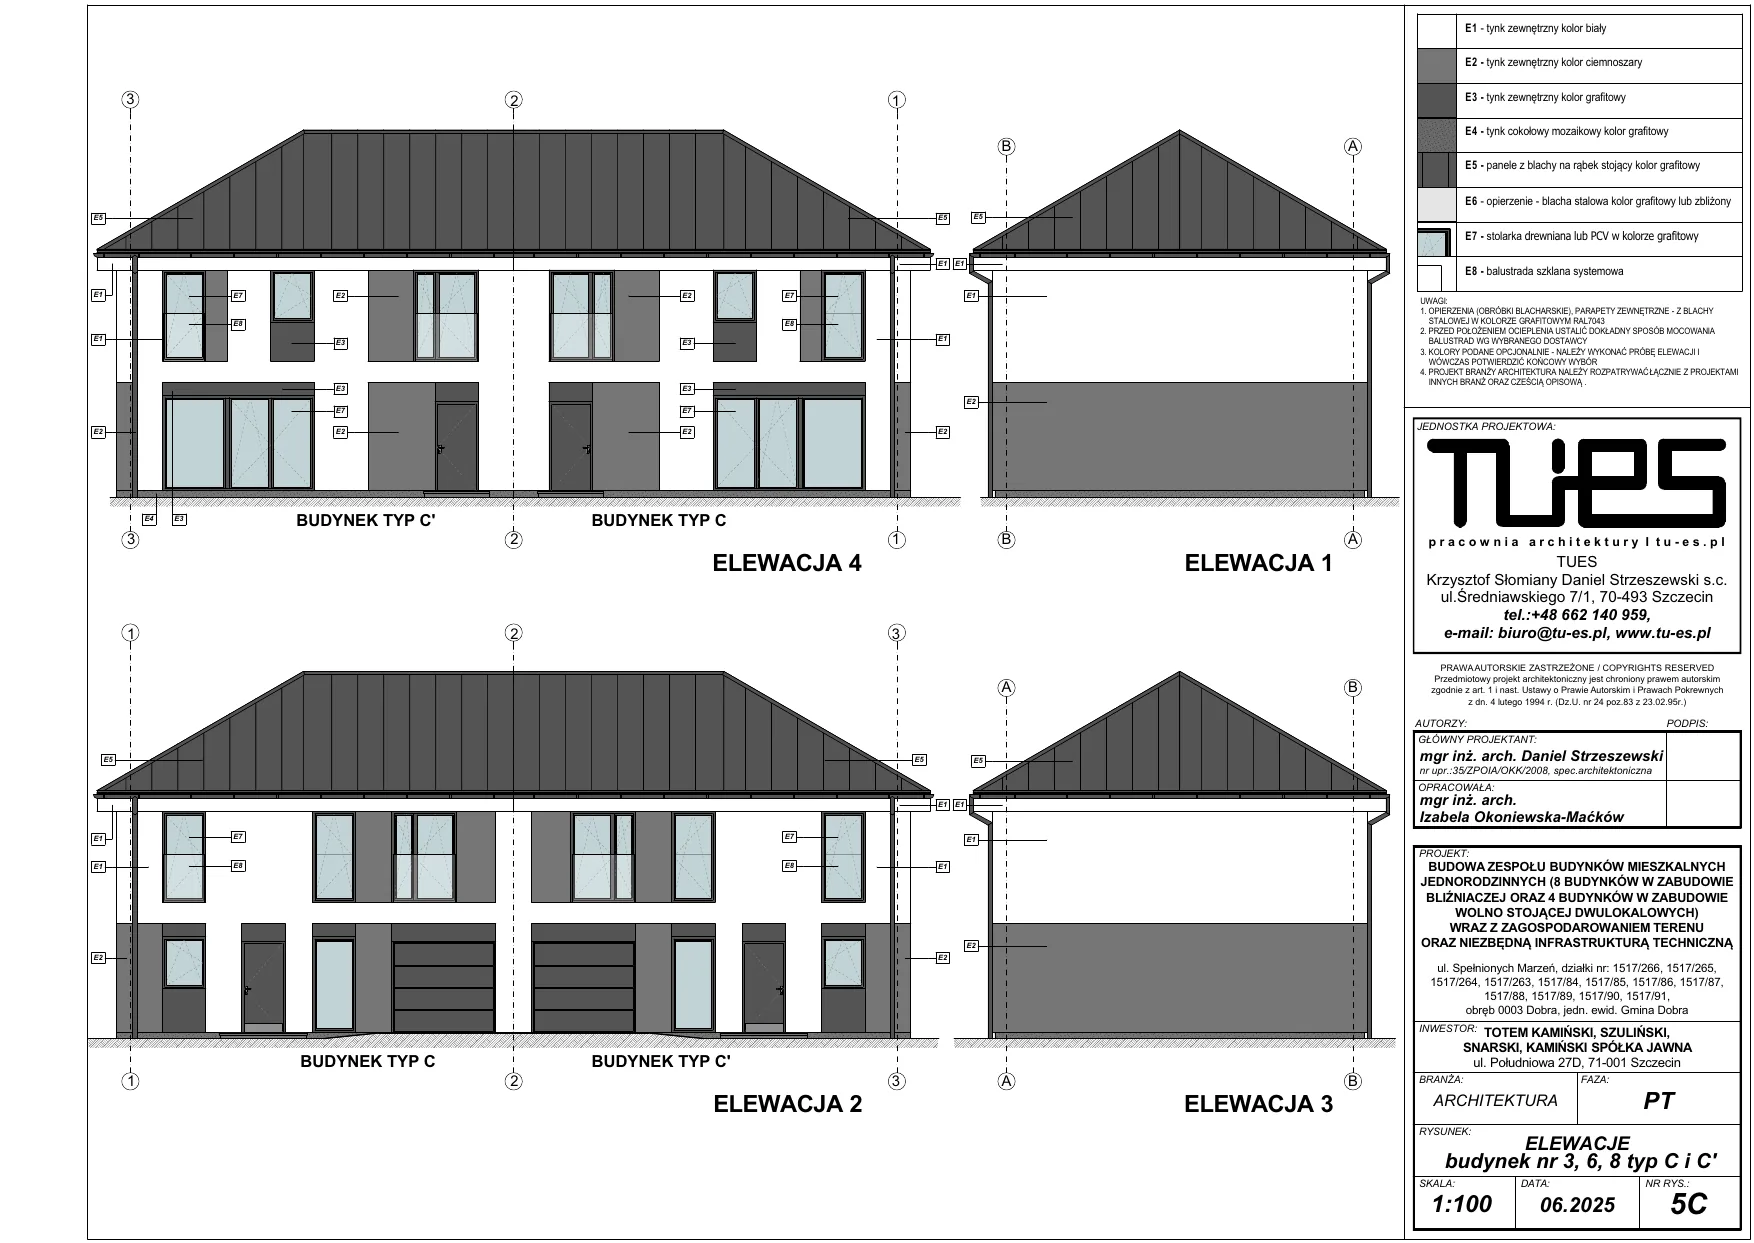 3
2
1
B
A
E5
E5
E5
E1
E1
E1
E7
E2
E2
E7
E1
E8
E8
E1
E3
E3
E1
E3
E3
E7
E7
E2
E2
E2
E2
E2
E4
E3
BUDYNEK TYP C'
BUDYNEK TYP C
3
2
1
B
A
ELEWACJA 4
ELEWACJA 1
1
2
3
A
B
E5
E5
E5
E1
E1
E1
E7
E7
E1
E1
E8
E8
E1
E2
E2
E2
BUDYNEK TYP C
BUDYNEK TYP C'
1
2
3
A
B
ELEWACJA 2
ELEWACJA 3
E1 - tynk zewnętrzny kolor biały
E2 - tynk zewnętrzny kolor ciemnoszary
E3 - tynk zewnętrzny kolor grafitowy
E4 - tynk cokołowy mozaikowy kolor grafitowy
E5 - panele z blachy na rąbek stojący kolor grafitowy
E6 - opierzenie - blacha stalowa kolor grafitowy lub zbliżony
E7 - stolarka drewniana lub PCV w kolorze grafitowy
E8 - balustrada szklana systemowa
UWAGI:
1. OPIERZENIA (OBRÓBKI BLACHARSKIE), PARAPETY ZEWNĘTRZNE - Z BLACHY
STALOWEJ W KOLORZE GRAFITOWYM RAL7043
2. PRZED POŁOŻENIEM OCIEPLENIA USTALIĆ DOKŁADNY SPOSÓB MOCOWANIA
BALUSTRAD WG WYBRANEGO DOSTAWCY
3. KOLORY PODANE OPCJONALNIE - NALEŻY WYKONAĆ PRÓBĘ ELEWACJI I
WÓWCZAS POTWIERDZIĆ KOŃCOWY WYBÓR
4. PROJEKT BRANŻY ARCHITEKTURA NALEŻY ROZPATRYWAĆ ŁĄCZNIE Z PROJEKTAMI
INNYCH BRANŻ ORAZ CZEŚCIĄ OPISOWĄ .
JEDNOSTKA PROJEKTOWA:
TUES
pracownia architektury | tu-es.pl
TUES
Krzysztof Słomiany Daniel Strzeszewski s.c.
ul.Średniawskiego 7/1, 70-493 Szczecin
tel.:+48 662 140 959,
e-mail: biuro@tu-es.pl, www.tu-es.pl
PRAWA AUTORSKIE ZASTRZEŻONE / COPYRIGHTS RESERVED
Przedmiotowy projekt architektoniczny jest chroniony prawem autorskim
zgodnie z art. 1 i nast. Ustawy o Prawie Autorskim i Prawach Pokrewnych
z dn. 4 lutego 1994 r. (Dz.U. nr 24 poz.83 z 23.02.95r.)
AUTORZY: PODPIS:
GŁÓWNY PROJEKTANT:
mgr inż. arch. Daniel Strzeszewski
nr upr.:35/ZPOIA/OKK/2008, spec.architektoniczna
OPRACOWAŁA:
mgr inż. arch.
Izabela Okoniewska-Maćków
PROJEKT:
BUDOWA ZESPOŁU BUDYNKÓW MIESZKALNYCH
JEDNORODZINNYCH (8 BUDYNKÓW W ZABUDOWIE
BLIŹNIACZEJ ORAZ 4 BUDYNKÓW W ZABUDOWIE
WOLNO STOJĄCEJ DWULOKALOWYCH)
WRAZ Z ZAGOSPODAROWANIEM TERENU
ORAZ NIEZBĘDNĄ INFRASTRUKTURĄ TECHNICZNĄ
ul. Spełnionych Marzeń, działki nr: 1517/266, 1517/265,
1517/264, 1517/263, 1517/84, 1517/85, 1517/86, 1517/87,
1517/88, 1517/89, 1517/90, 1517/91,
obręb 0003 Dobra, jedn. ewid. Gmina Dobra
INWESTOR: TOTEM KAMIŃSKI, SZULIŃSKI,
SNARSKI, KAMIŃSKI SPÓŁKA JAWNA
ul. Południowa 27D, 71-001 Szczecin
BRANŻA: FAZA:
ARCHITEKTURA PT
RYSUNEK:
ELEWACJE
budynek nr 3, 6, 8 typ C i C'
SKALA: DATA: NR RYS.:
1:100 06.2025 5C